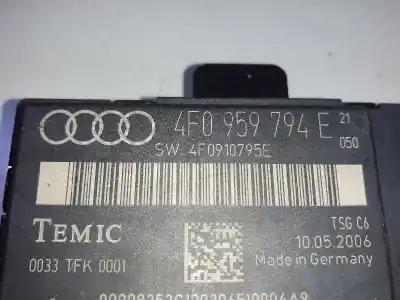 4F0 959 794 E 21
050
SW: 4F0910795E
TEMIC
TSG C6
10.05.2006
0033 TFK 0001
Made in Germany